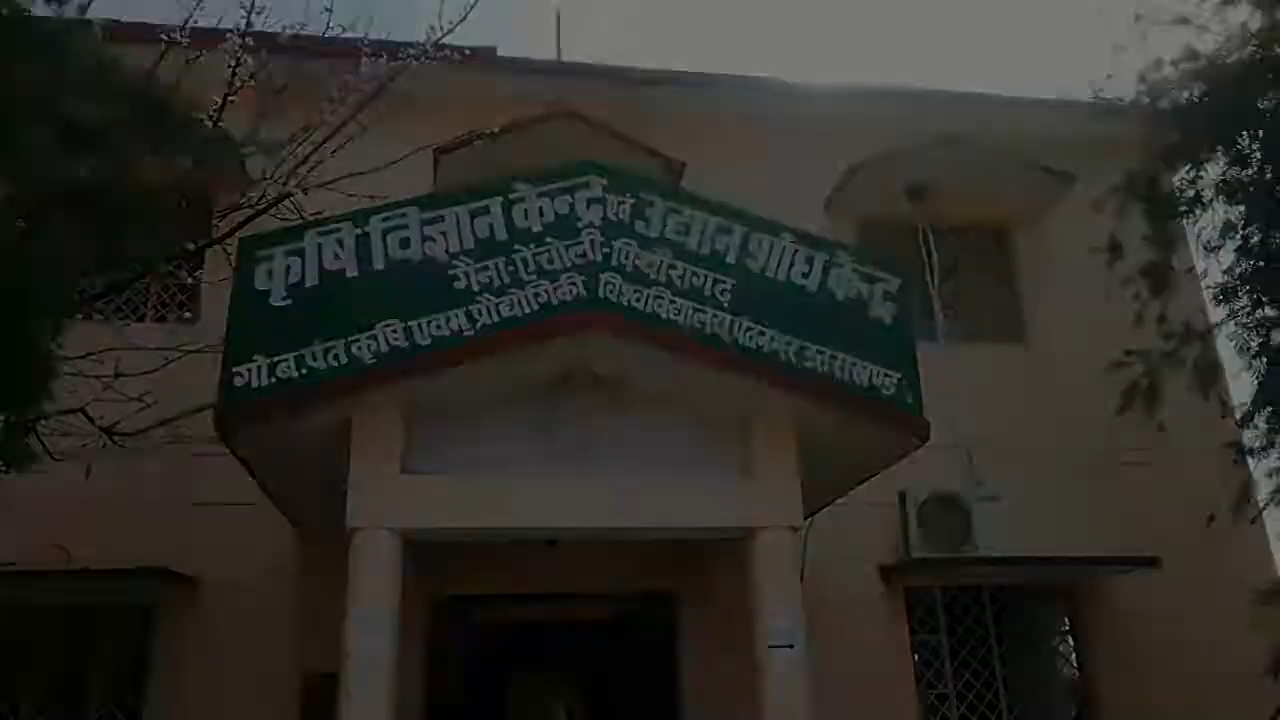 कृषि विज्ञान केन्द्र एवं उद्यान शोध केन्द्र
गैना-ऐंचोली-पिथौरागढ़
गो.ब.पंत कृषि एवम् प्रौद्योगिकी विश्वविद्यालय पंतनगर, उत्तराखण्ड